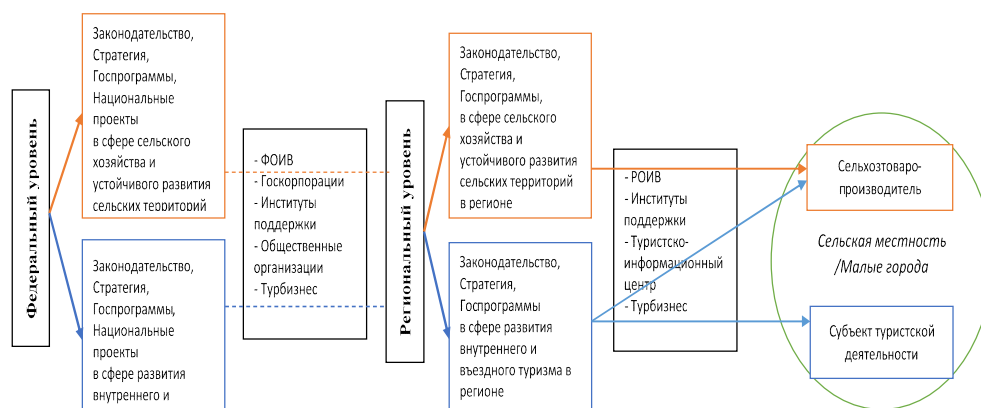 Федеральный уровень
Законодательство,
Стратегия,
Госпрограммы,
Национальные
проекты
в сфере сельского
хозяйства и
устойчивого развития
сельских территорий
Законодательство,
Стратегия,
Госпрограммы,
Национальные
проекты
в сфере развития
внутреннего и
- ФОИВ
- Госкорпорации
- Институты
поддержки
- Общественные
организации
- Турбизнес
Региональный уровень
Законодательство,
Стратегия,
Госпрограммы,
в сфере сельского
хозяйства и
устойчивого развития
сельских территорий
в регионе
Законодательство,
Стратегия,
Госпрограммы
в сфере развития
внутреннего и
въездного туризма в
регионе
- РОИВ
- Институты
поддержки
- Туристско-
информационный
центр
- Турбизнес
Сельхозтоваро-
производитель
Сельская местность
/Малые города
Субъект туристской
деятельности